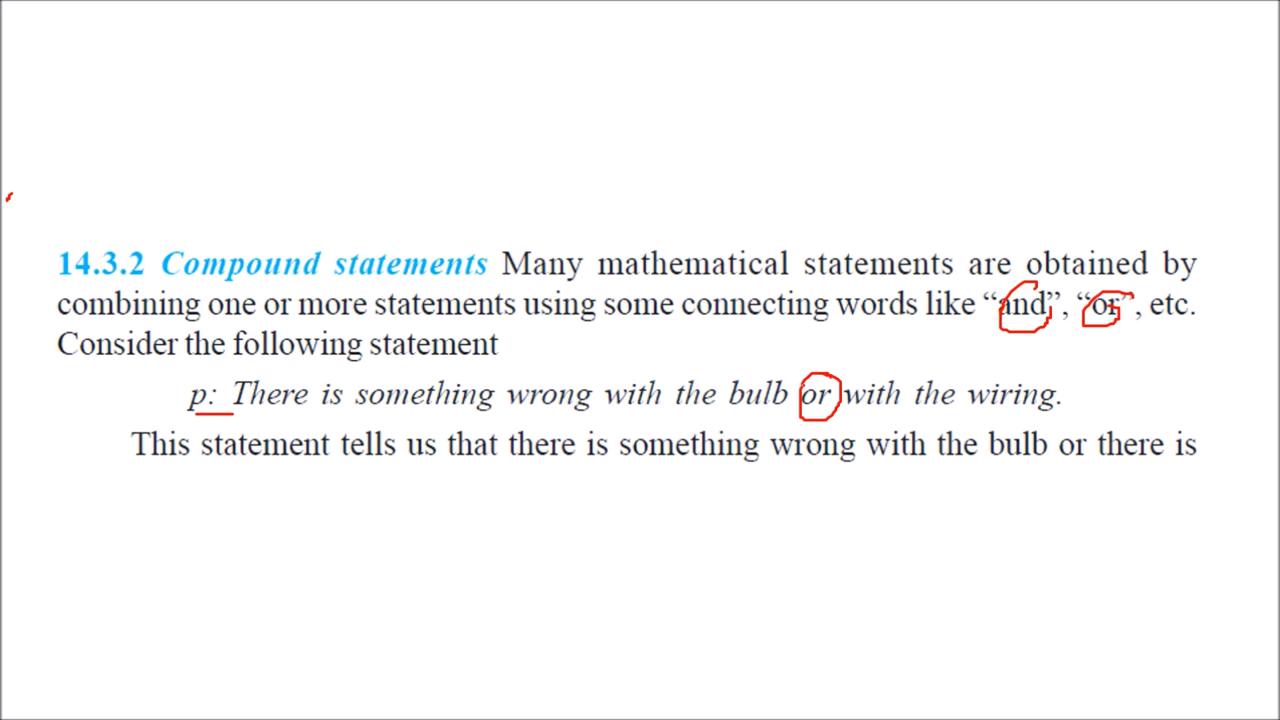 14.3.2 Compound statements Many mathematical statements are obtained by
combining one or more statements using some connecting words like “and”, “or”, etc.
Consider the following statement
p: There is something wrong with the bulb or with the wiring.
This statement tells us that there is something wrong with the bulb or there is